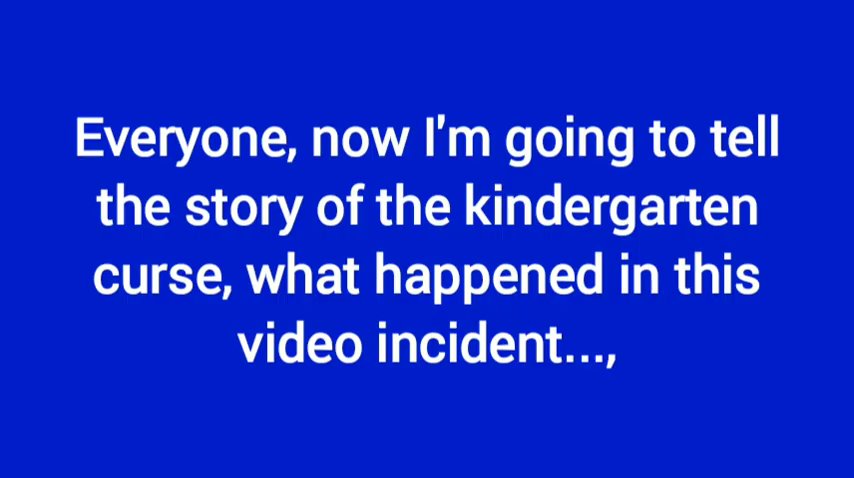 Everyone, now I'm going to tell
the story of the kindergarten
curse, what happened in this
video incident...,